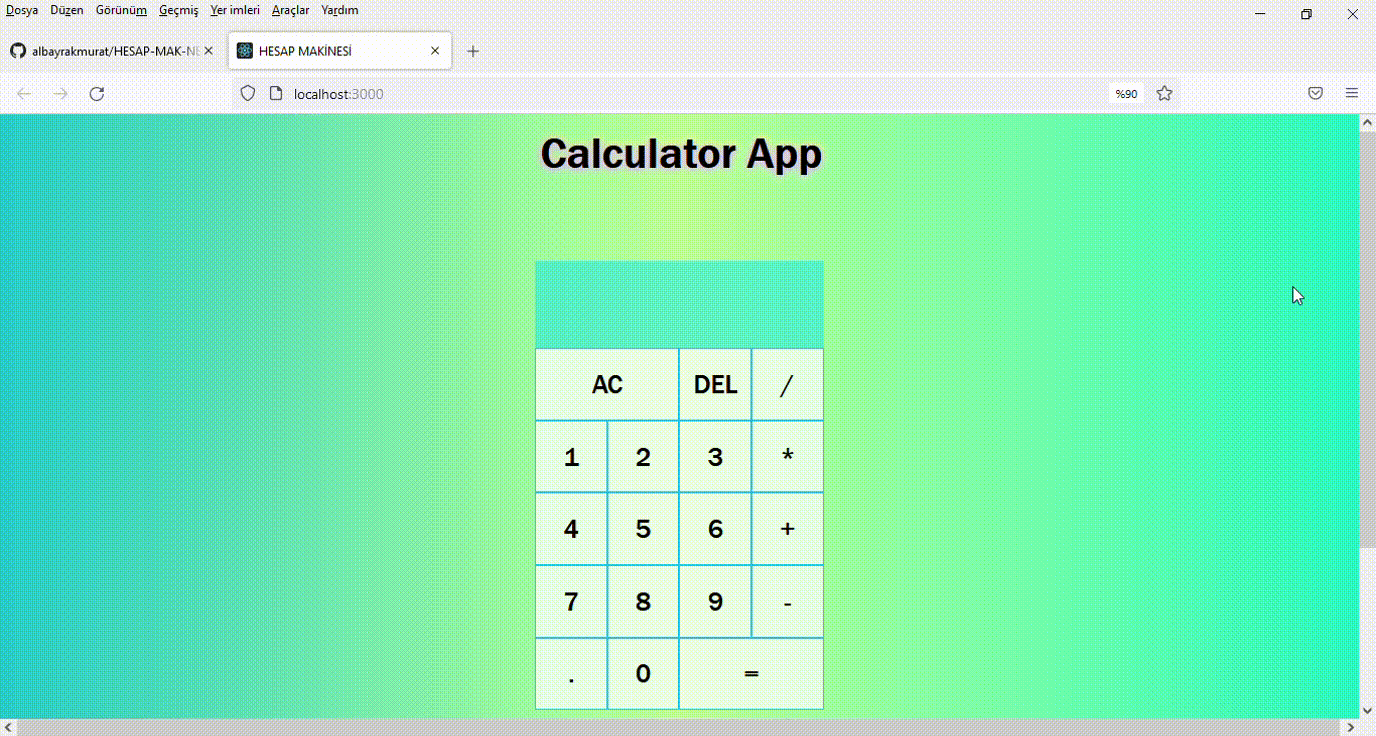 Dosya Düzen Görünüm Geçmiş Yer imleri Araçlar Yardım
albayrakmurat/HESAP-MAK-NE
HESAP MAKİNESİ
localhost:3000
%90
Calculator App
AC DEL /
1 2 3 *
4 5 6 +
7 8 9 -
. 0 =